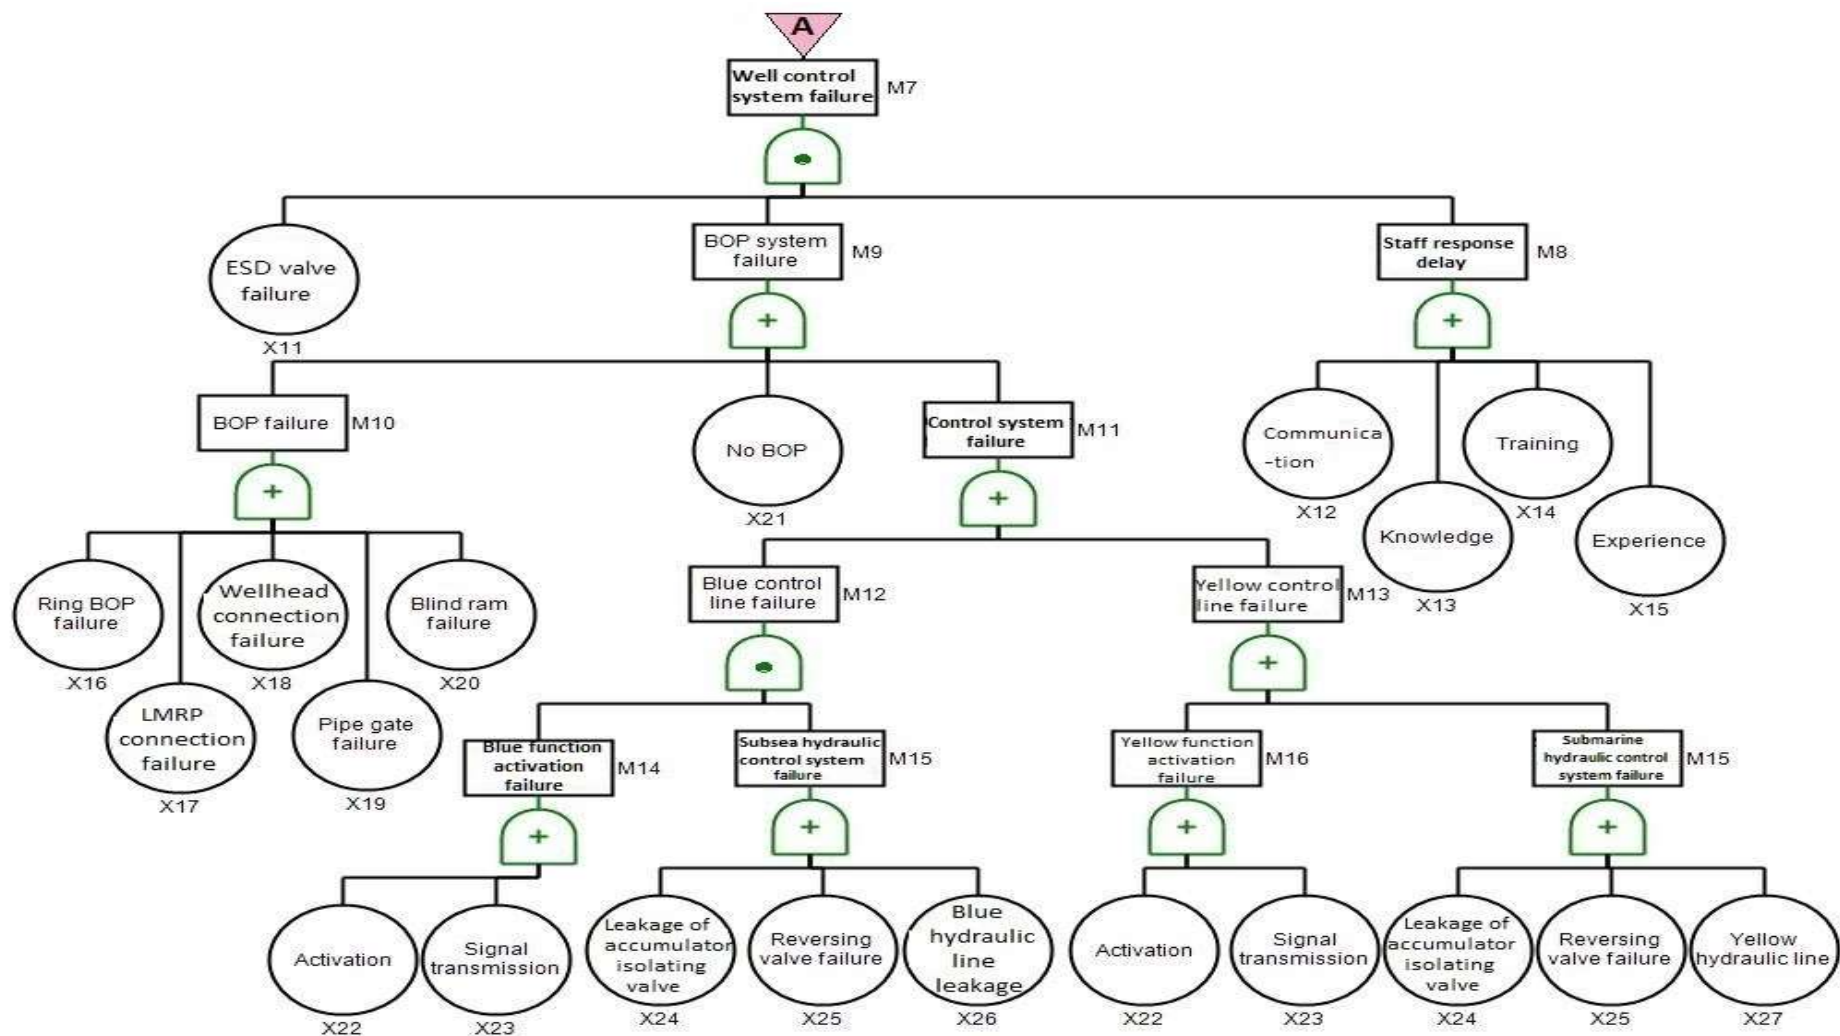 A
Well control
system failure
M7
ESD valve
failure
X11
BOP system
failure
M9
Staff response
delay
M8
+
+
BOP failure
M10
No BOP
X21
Control system
failure
M11
Communica
-tion
X12
Knowledge
X13
Training
X14
Experience
X15
+
+
Ring BOP
failure
X16
LMRP
connection
failure
X17
Wellhead
connection
failure
X18
Pipe gate
failure
X19
Blind ram
failure
X20
Blue control
line failure
M12
Yellow control
line failure
M13
+
Blue function
activation
failure
M14
Subsea hydraulic
control system
failure
M15
Yellow function
activation
failure
M16
Submarine
hydraulic control
system failure
M15
+
+
+
+
Activation
X22
Signal
transmission
X23
Leakage of
accumulator
isolating
valve
X24
Reversing
valve failure
X25
Blue
hydraulic
line
leakage
X26
Activation
X22
Signal
transmission
X23
Leakage of
accumulator
isolating
valve
X24
Reversing
valve failure
X25
Yellow
hydraulic line
X27